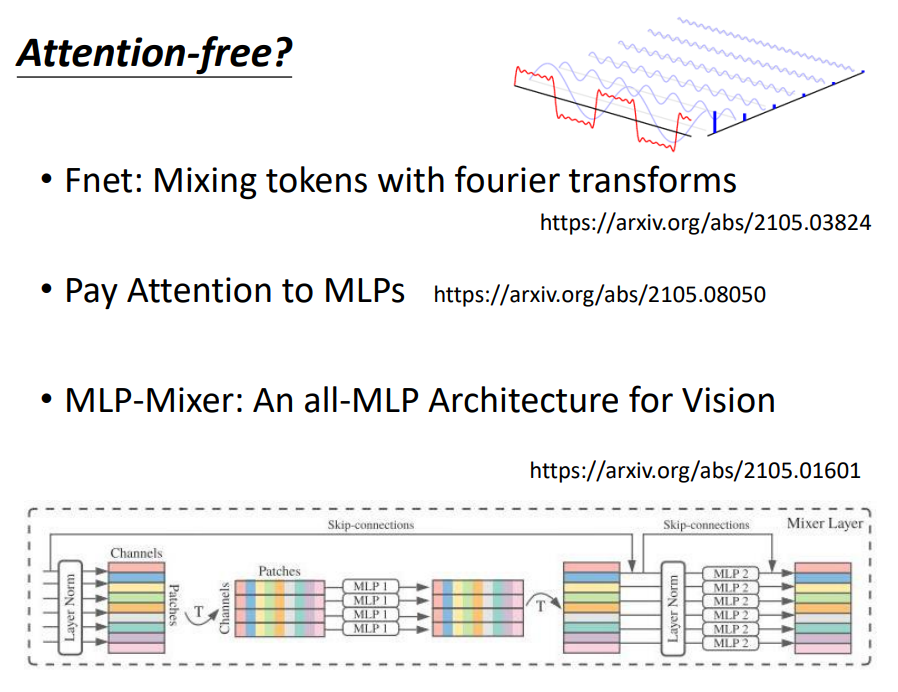 Attention-free?
• Fnet: Mixing tokens with fourier transforms
https://arxiv.org/abs/2105.03824
• Pay Attention to MLPs https://arxiv.org/abs/2105.08050
• MLP-Mixer: An all-MLP Architecture for Vision
https://arxiv.org/abs/2105.01601
Skip-connections
Skip-connections
Mixer Layer
Channels
Layer Norm
Patches
T
Channels
Patches
MLP 1
MLP 1
MLP 1
MLP 1
T
Layer Norm
MLP 2
MLP 2
MLP 2
MLP 2
MLP 2
MLP 2